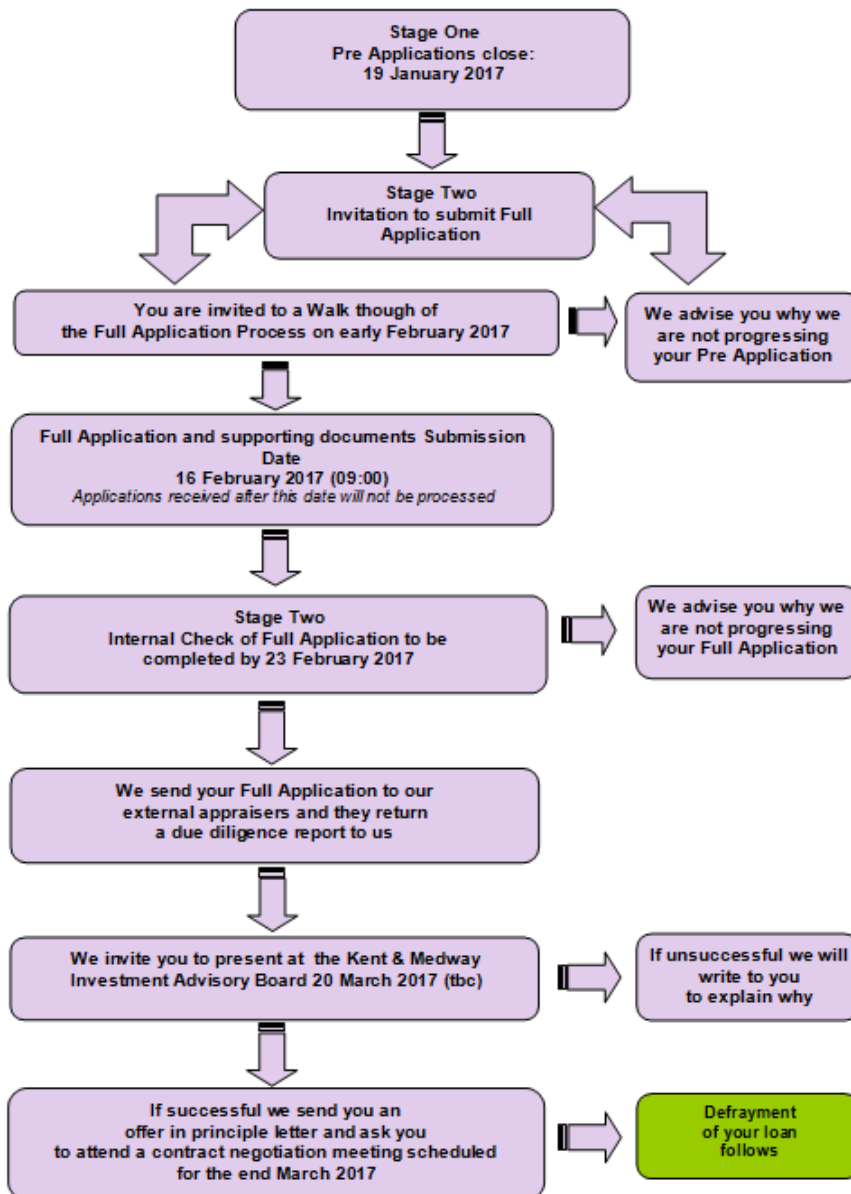 Stage One
Pre Applications close:
19 January 2017
Stage Two
Invitation to submit Full
Application
You are invited to a Walk though of
the Full Application Process on early February 2017
We advise you why we
are not progressing
your Pre Application
Full Application and supporting documents Submission
Date
16 February 2017 (09:00)
Applications received after this date will not be processed
Stage Two
Internal Check of Full Application to be
completed by 23 February 2017
We advise you why we
are not progressing
your Full Application
We send your Full Application to our
external appraisers and they return
a due diligence report to us
We invite you to present at the Kent & Medway
Investment Advisory Board 20 March 2017 (tbc)
If unsuccessful we will
write to you
to explain why
If successful we send you an
offer in principle letter and ask you
to attend a contract negotiation meeting scheduled
for the end March 2017
Defrayment
of your loan
follows